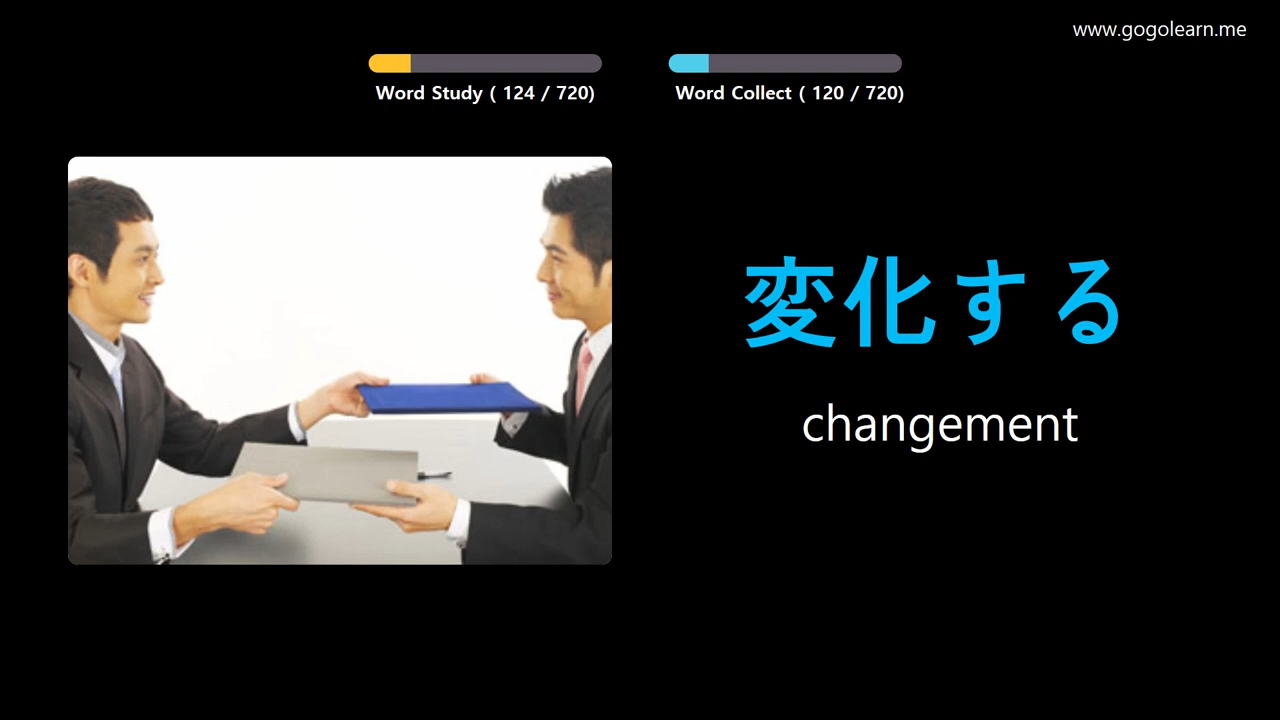 www.gogolearn.me
Word Study ( 124 / 720)
Word Collect ( 120 / 720)
変化する
changement